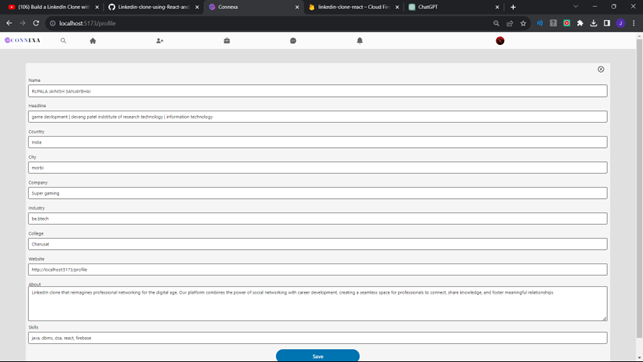 (106) Build a LinkedIn Clone with
Linkedin-clone-using-React-and
Connexa
linkedin-clone-react – Cloud Fire
ChatGPT
localhost:5173/profile
J
CONNEXA
Name
RUPALA JAINISH SANJAYBHAI
Headline
game devlopment | devang patel indstitute of research technology | information technology
Country
india
City
morbi
Company
Super gaming
Industry
be.btech
College
Charusat
Website
http://localhost:5173/profile
About
LinkedIn clone that reimagines professional networking for the digital age. Our platform combines the power of social networking with career development, creating a seamless space for professionals to connect, share knowledge, and foster meaningful relationships
Skills
java, dbms, dsa, react, firebase
Save